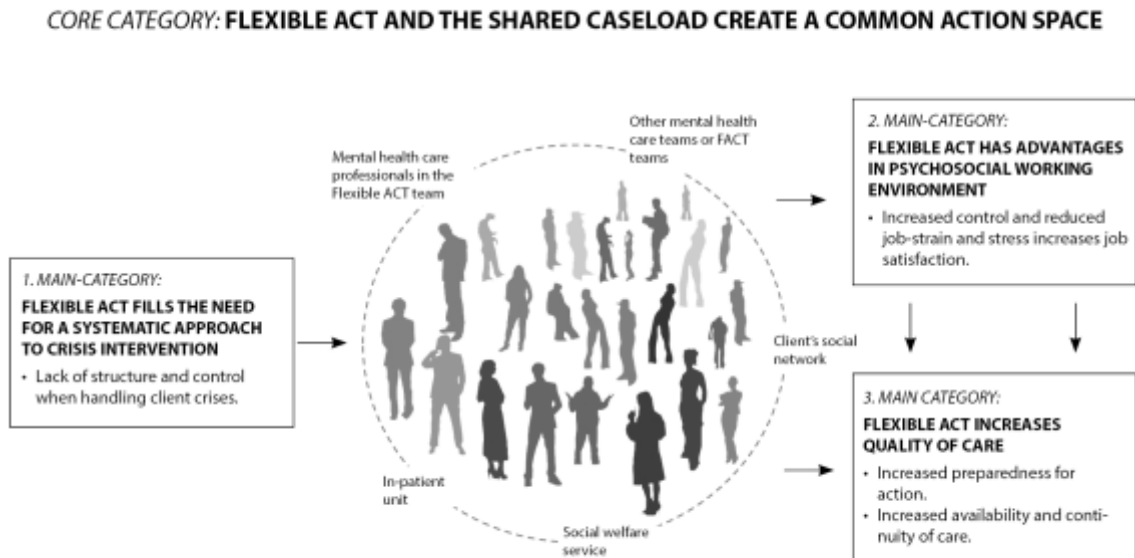 CORE CATEGORY: FLEXIBLE ACT AND THE SHARED CASELOAD CREATE A COMMON ACTION SPACE
1. MAIN-CATEGORY:
FLEXIBLE ACT FILLS THE NEED
FOR A SYSTEMATIC APPROACH
TO CRISIS INTERVENTION
• Lack of structure and control
when handling client crises.
Mental health care
professionals in the
Flexible ACT team
Other mental health
care teams or FACT
teams
Client's social
network
In-patient
unit
Social welfare
service
2. MAIN-CATEGORY:
FLEXIBLE ACT HAS ADVANTAGES
IN PSYCHOSOCIAL WORKING
ENVIRONMENT
• Increased control and reduced
job-strain and stress increases job
satisfaction.
3. MAIN CATEGORY:
FLEXIBLE ACT INCREASES
QUALITY OF CARE
• Increased preparedness for
action.
• Increased availability and conti-
nuity of care.